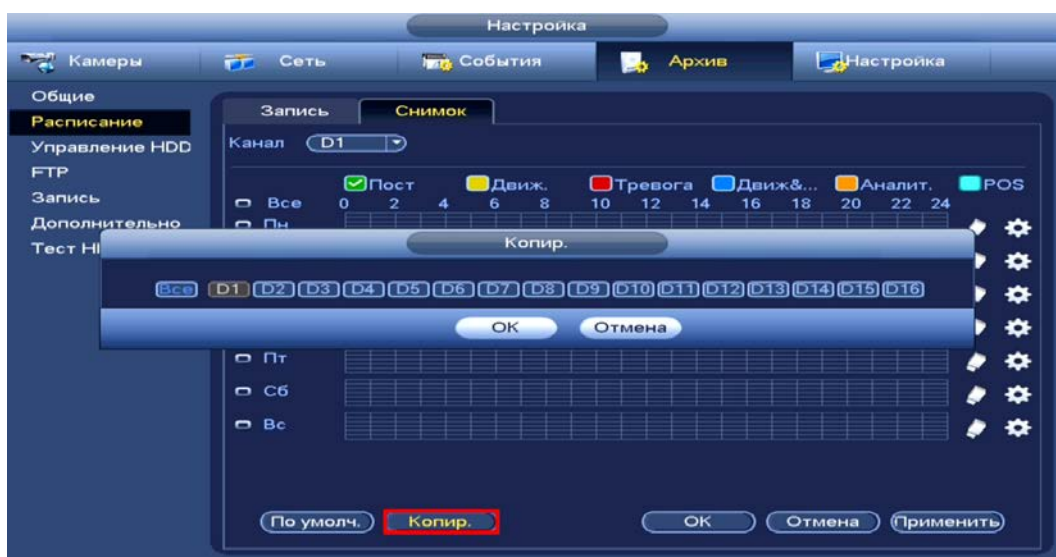 Настройка
Камеры Сеть События Архив Настройка
Общие
Расписание
Управление HDD
FTP
Запись
Дополнительно
Тест
Запись Снимок
Канал D1
Пост Движ. Тревога Движ&... Аналит. POS
Все 0 2 4 6 8 10 12 14 16 18 20 22 24
Пн
Копир.
Все D1 D2 D3 D4 D5 D6 D7 D8 D9 D10 D11 D12 D13 D14 D15 D16
OK Отмена
Пт
Сб
Вс
По умолч. Копир. OK Отмена Применить